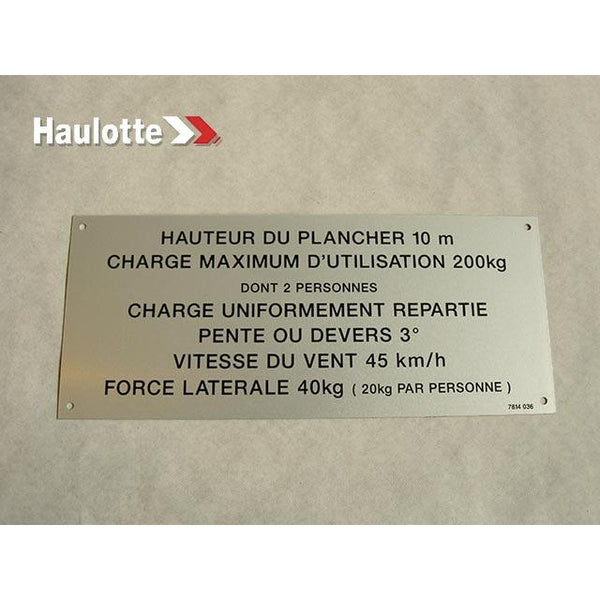 Haulotte
HAUTEUR DU PLANCHER 10 m
CHARGE MAXIMUM D'UTILISATION 200kg
DONT 2 PERSONNES
CHARGE UNIFORMEMENT REPARTIE
PENTE OU DEVERS 3°
VITESSE DU VENT 45 km/h
FORCE LATERALE 40kg ( 20kg PAR PERSONNE )
7814 036